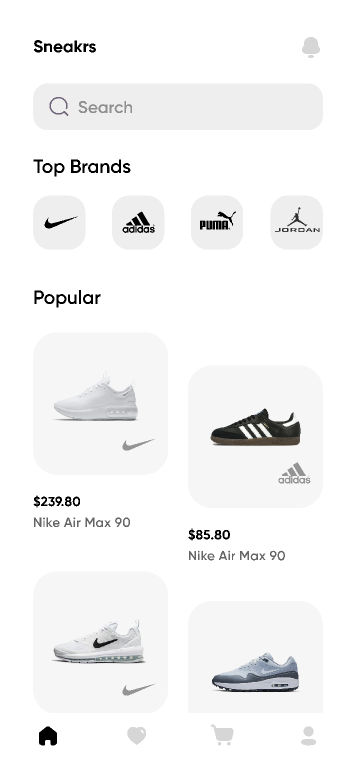 Sneakrs
Search
Top Brands
adidas
PUMA
JORDAN
Popular
adidas
$239.80
Nike Air Max 90
$85.80
Nike Air Max 90